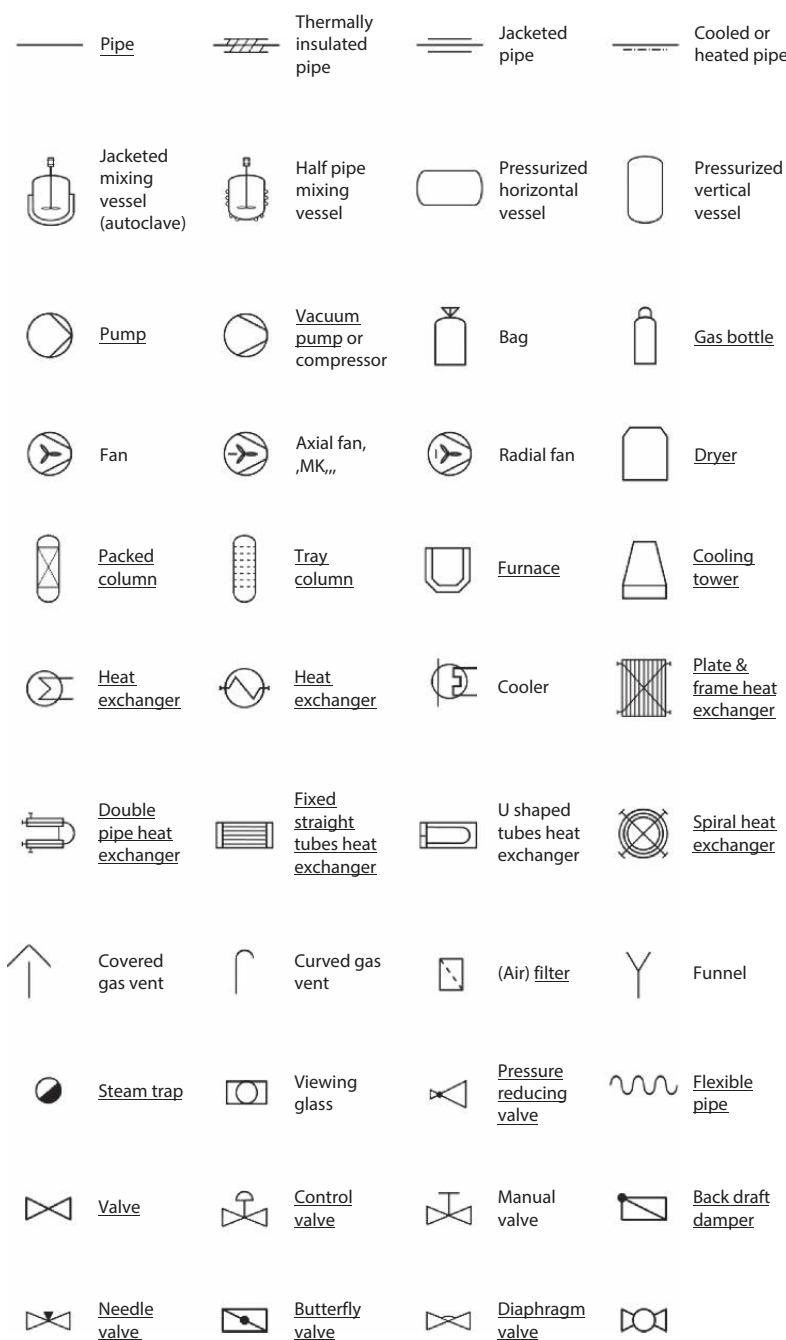 Pipe
Thermally
insulated
pipe
Jacketed
pipe
Cooled or
heated pipe
Jacketed
mixing
vessel
(autoclave)
Half pipe
mixing
vessel
Pressurized
horizontal
vessel
Pressurized
vertical
vessel
Pump
Vacuum
pump or
compressor
Bag
Gas bottle
Fan
Axial fan,
,MK,,,
Radial fan
Dryer
Packed
column
Tray
column
Furnace
Cooling
tower
Heat
exchanger
Heat
exchanger
Cooler
Plate &
frame heat
exchanger
Double
pipe heat
exchanger
Fixed
straight
tubes heat
exchanger
U shaped
tubes heat
exchanger
Spiral heat
exchanger
Covered
gas vent
Curved gas
vent
(Air) filter
Funnel
Steam trap
Viewing
glass
Pressure
reducing
valve
Flexible
pipe
Valve
Control
valve
Manual
valve
Back draft
damper
Needle
valve
Butterfly
valve
Diaphragm
valve